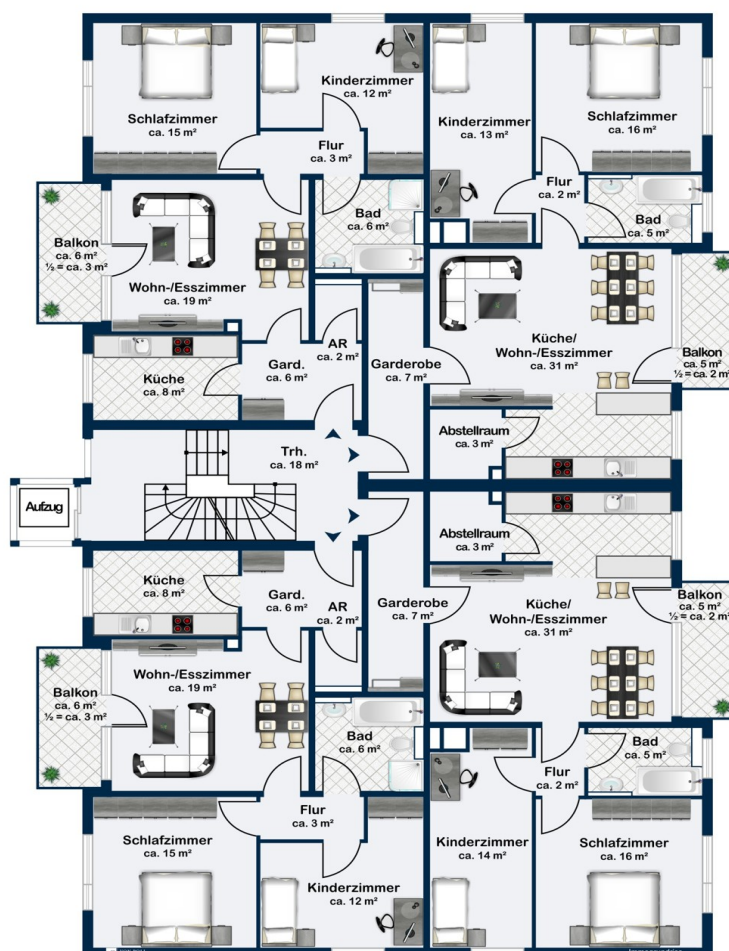 Schlafzimmer
ca. 15 m²
Kinderzimmer
ca. 12 m²
Flur
ca. 3 m²
Bad
ca. 6 m²
Kinderzimmer
ca. 13 m²
Schlafzimmer
ca. 16 m²
Flur
ca. 2 m²
Bad
ca. 5 m²
Balkon
ca. 6 m²
½ = ca. 3 m²
Wohn-/Esszimmer
ca. 19 m²
Küche
ca. 8 m²
Gard.
ca. 6 m²
AR
ca. 2 m²
Garderobe
ca. 7 m²
Küche/
Wohn-/Esszimmer
ca. 31 m²
Balkon
ca. 5 m²
½ = ca. 2 m²
Abstellraum
ca. 3 m²
Trh.
ca. 18 m²
Aufzug
Abstellraum
ca. 3 m²
Küche
ca. 8 m²
Gard.
ca. 6 m²
AR
ca. 2 m²
Garderobe
ca. 7 m²
Küche/
Wohn-/Esszimmer
ca. 31 m²
Balkon
ca. 5 m²
½ = ca. 2 m²
Balkon
ca. 6 m²
½ = ca. 3 m²
Wohn-/Esszimmer
ca. 19 m²
Bad
ca. 6 m²
Flur
ca. 2 m²
Bad
ca. 5 m²
Schlafzimmer
ca. 15 m²
Flur
ca. 3 m²
Kinderzimmer
ca. 12 m²
Kinderzimmer
ca. 14 m²
Schlafzimmer
ca. 16 m²